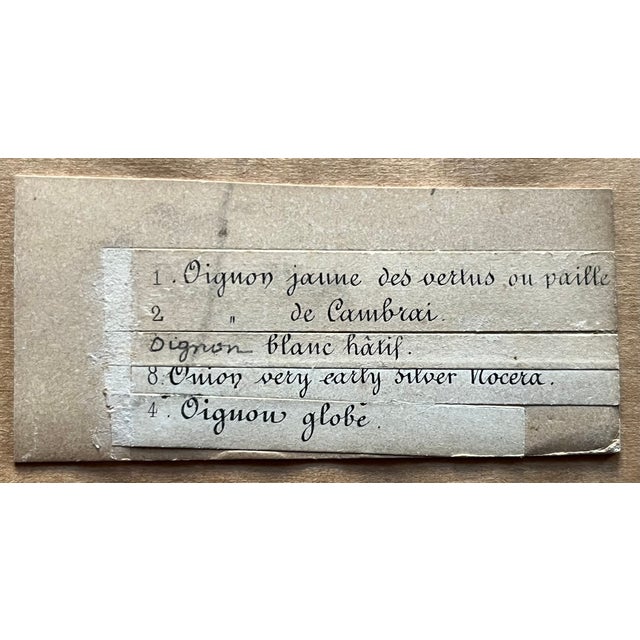 1. Oignon jaune des vertus ou paille
2 " de Cambrai.
Oignon blanc hâtif.
8. Onion very early Silver Nocera.
4. Oignon globe.